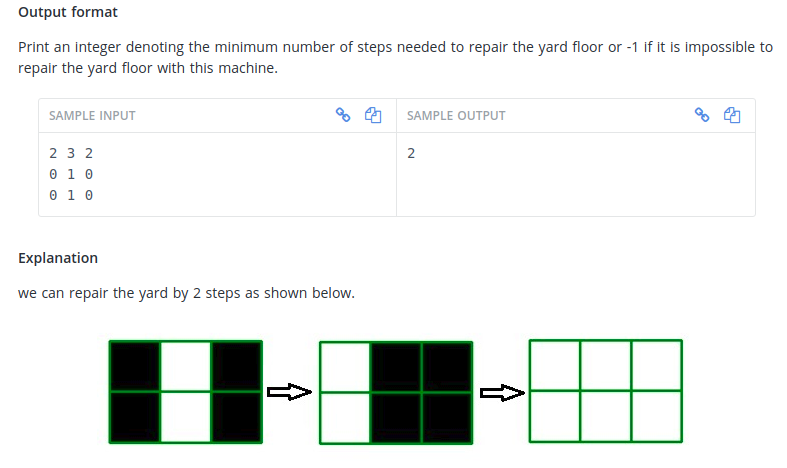 Output format
Print an integer denoting the minimum number of steps needed to repair the yard floor or -1 if it is impossible to
repair the yard floor with this machine.
SAMPLE INPUT
SAMPLE OUTPUT
2 3 2
2
0 1 0
0 1 0
Explanation
we can repair the yard by 2 steps as shown below.